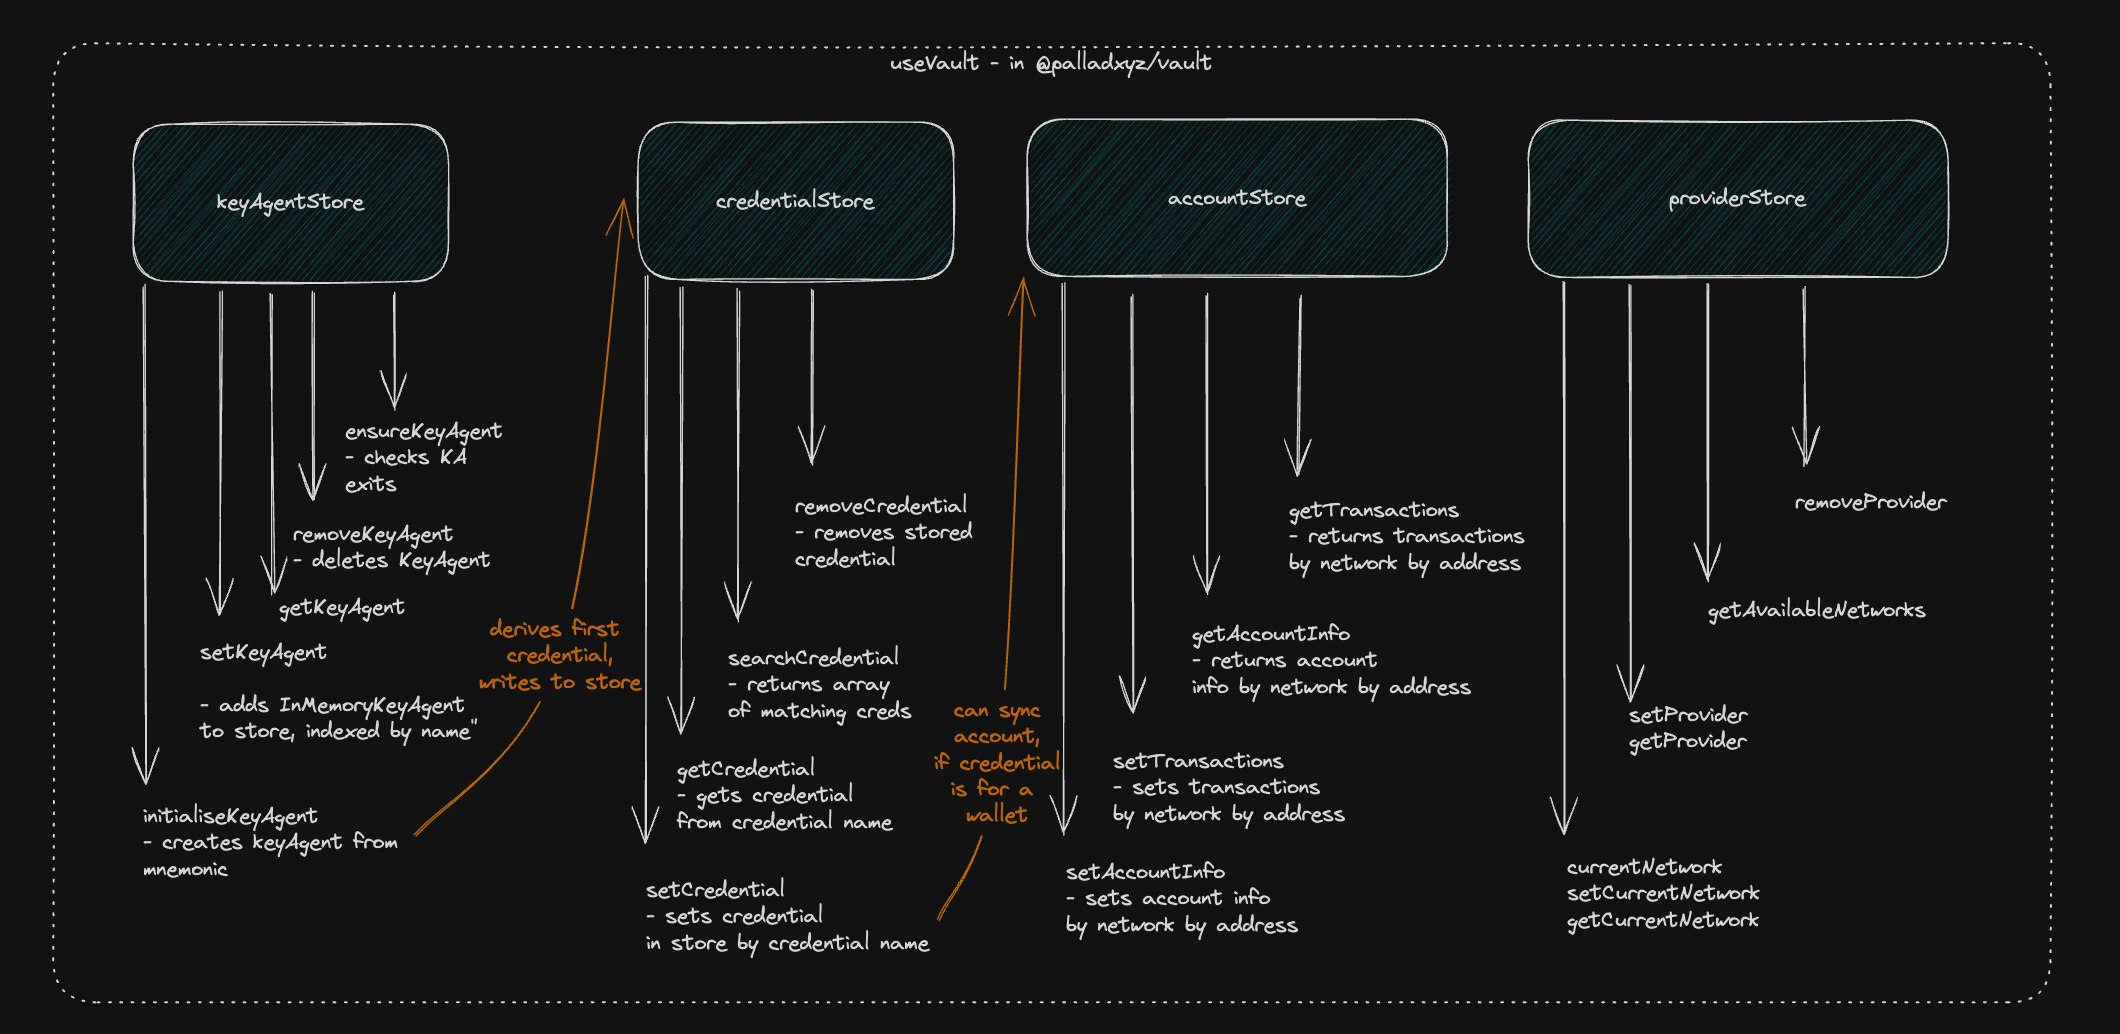 useVault - in @palladxyz/vault
keyAgentStore
credentialStore
accountStore
providerStore
ensureKeyAgent
- checks KA
exits
removeKeyAgent
- deletes KeyAgent
getKeyAgent
setKeyAgent
- adds InMemoryKeyAgent
to store, indexed by name"
initialiseKeyAgent
- creates keyAgent from
mnemonic
derives first
credential,
writes to store
removeCredential
- removes stored
credential
searchCredential
- returns array
of matching creds
getCredential
- gets credential
from credential name
setCredential
- sets credential
in store by credential name
can sync
account,
if credential
is for a
wallet
getTransactions
- returns transactions
by network by address
getAccountInfo
- returns account
info by network by address
setTransactions
- sets transactions
by network by address
setAccountInfo
- sets account info
by network by address
removeProvider
getAvailableNetworks
setProvider
getProvider
currentNetwork
setCurrentNetwork
getCurrentNetwork